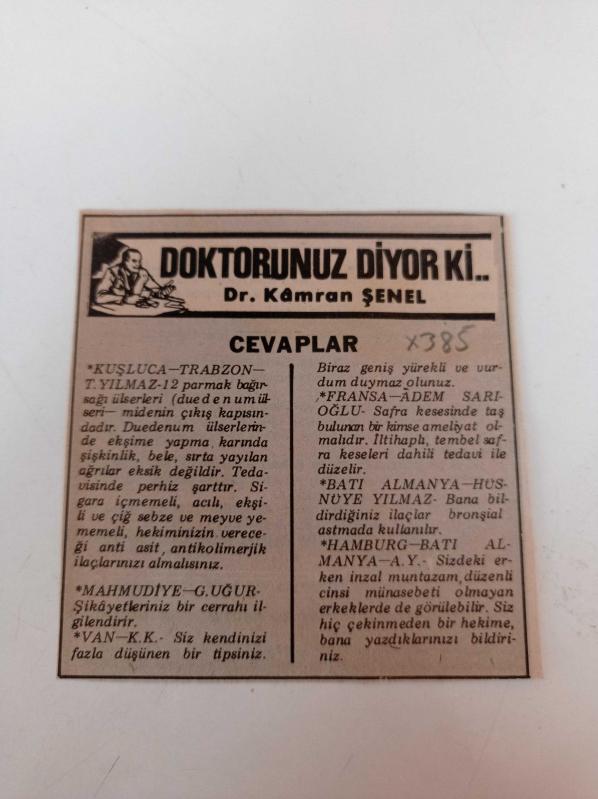 DOKTORUNUZ DİYOR Kİ..
Dr. Kâmran ŞENEL
CEVAPLAR
x385
*KUŞLUCA—TRABZON—
T.YILMAZ-12 parmak bağır-
sağı ülserleri (duedenumül-
seri— midenin çıkış kapısın-
dadır. Duedenum ülserlerin-
de ekşime yapma, karında
şişkinlik, bele, sırta yayılan
ağrılar eksik değildir. Teda-
visinde perhiz şarttır. Si-
gara içmemeli, acılı, ekşi-
li ve çiğ sebze ve meyve ye-
memeli, hekiminizin verece-
ği anti asit, antikolimerjik
ilaçlarınızı almalısınız.
*MAHMUDİYE—G.UĞUR-
Şikâyetleriniz bir cerrahı il-
gilendirir.
*VAN—K.K.- Siz kendinizi
fazla düşünen bir tipsiniz.
Biraz geniş yürekli ve vur-
dum duymaz olunuz.
*FRANSA—ADEM SARI-
OĞLU- Safra kesesinde taş
bulunan bir kimse ameliyat ol-
malıdır. İltihaplı, tembel saf-
ra keseleri dahili tedavi ile
düzelir.
*BATI ALMANYA—HÜS-
NÜYE YILMAZ- Bana bil-
dirdiğiniz ilaçlar bronşial
astmada kullanılır.
*HAMBURG—BATI AL-
MANYA—A.Y.- Sizdeki er-
ken inzal muntazam, düzenli
cinsi münasebeti olmayan
erkeklerde de görülebilir. Siz
hiç çekinmeden bir hekime,
bana yazdıklarınızı bildiri-
niz.